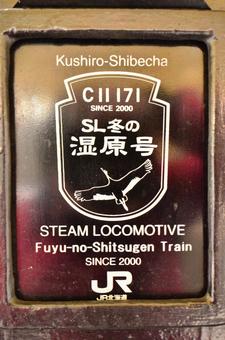 Kushiro-Shibecha
C11 171
SINCE 2000
SL冬の
湿原号
STEAM LOCOMOTIVE
Fuyu-no-Shitsugen Train
SINCE 2000
JR
JR北海道